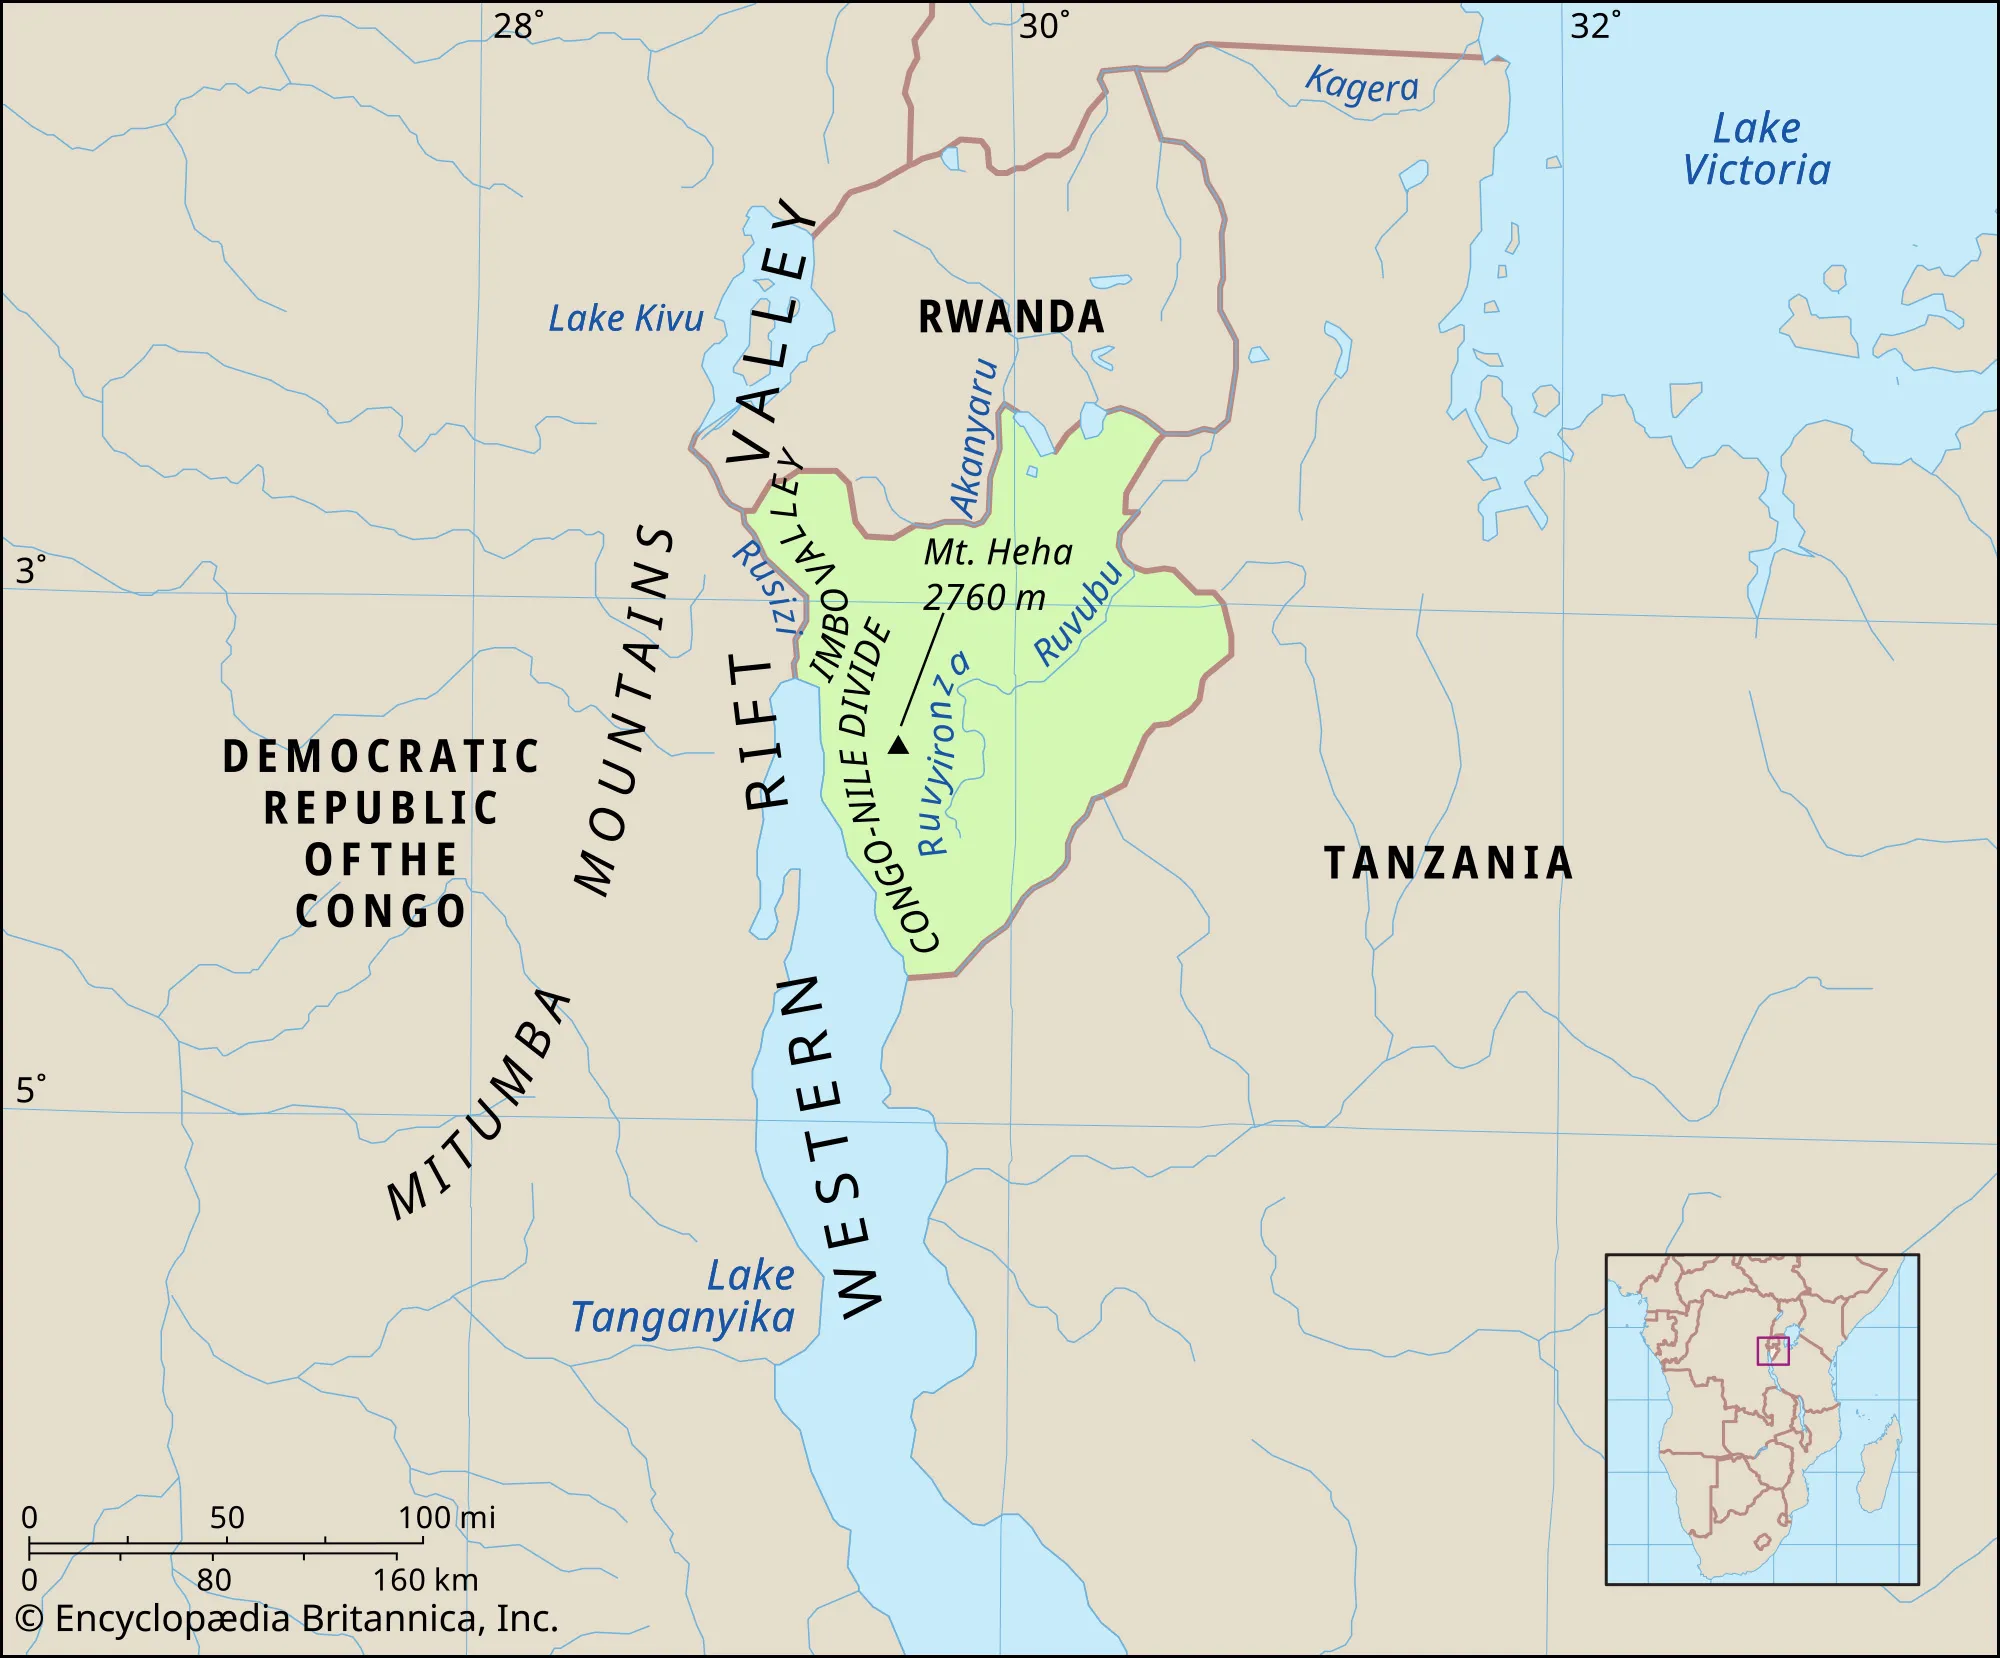 28°
30°
32°
Kagera
Lake
Victoria
Lake Kivu
RWANDA
Akanyaru
WESTERN RIFT VALLEY
IMBO VALLEY
Rusizi
Mt. Heha
2760 m
Ruvubu
Ruvyironza
CONGO-NILE DIVIDE
3°
DEMOCRATIC
REPUBLIC
OFTHE
CONGO
MITUMBA MOUNTAINS
TANZANIA
5°
Lake
Tanganyika
0 50 100 mi
0 80 160 km
© Encyclopædia Britannica, Inc.